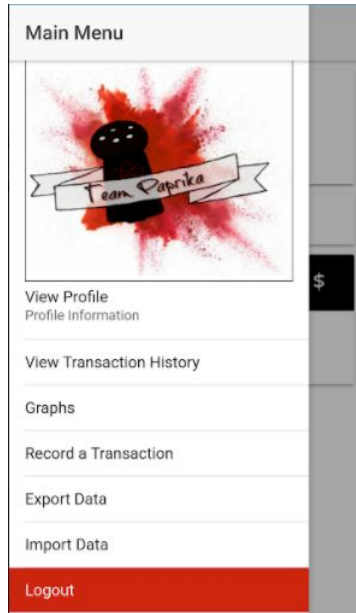 Main Menu
Team Paprika
$
View Profile
Profile Information
View Transaction History
Graphs
Record a Transaction
Export Data
Import Data
Logout